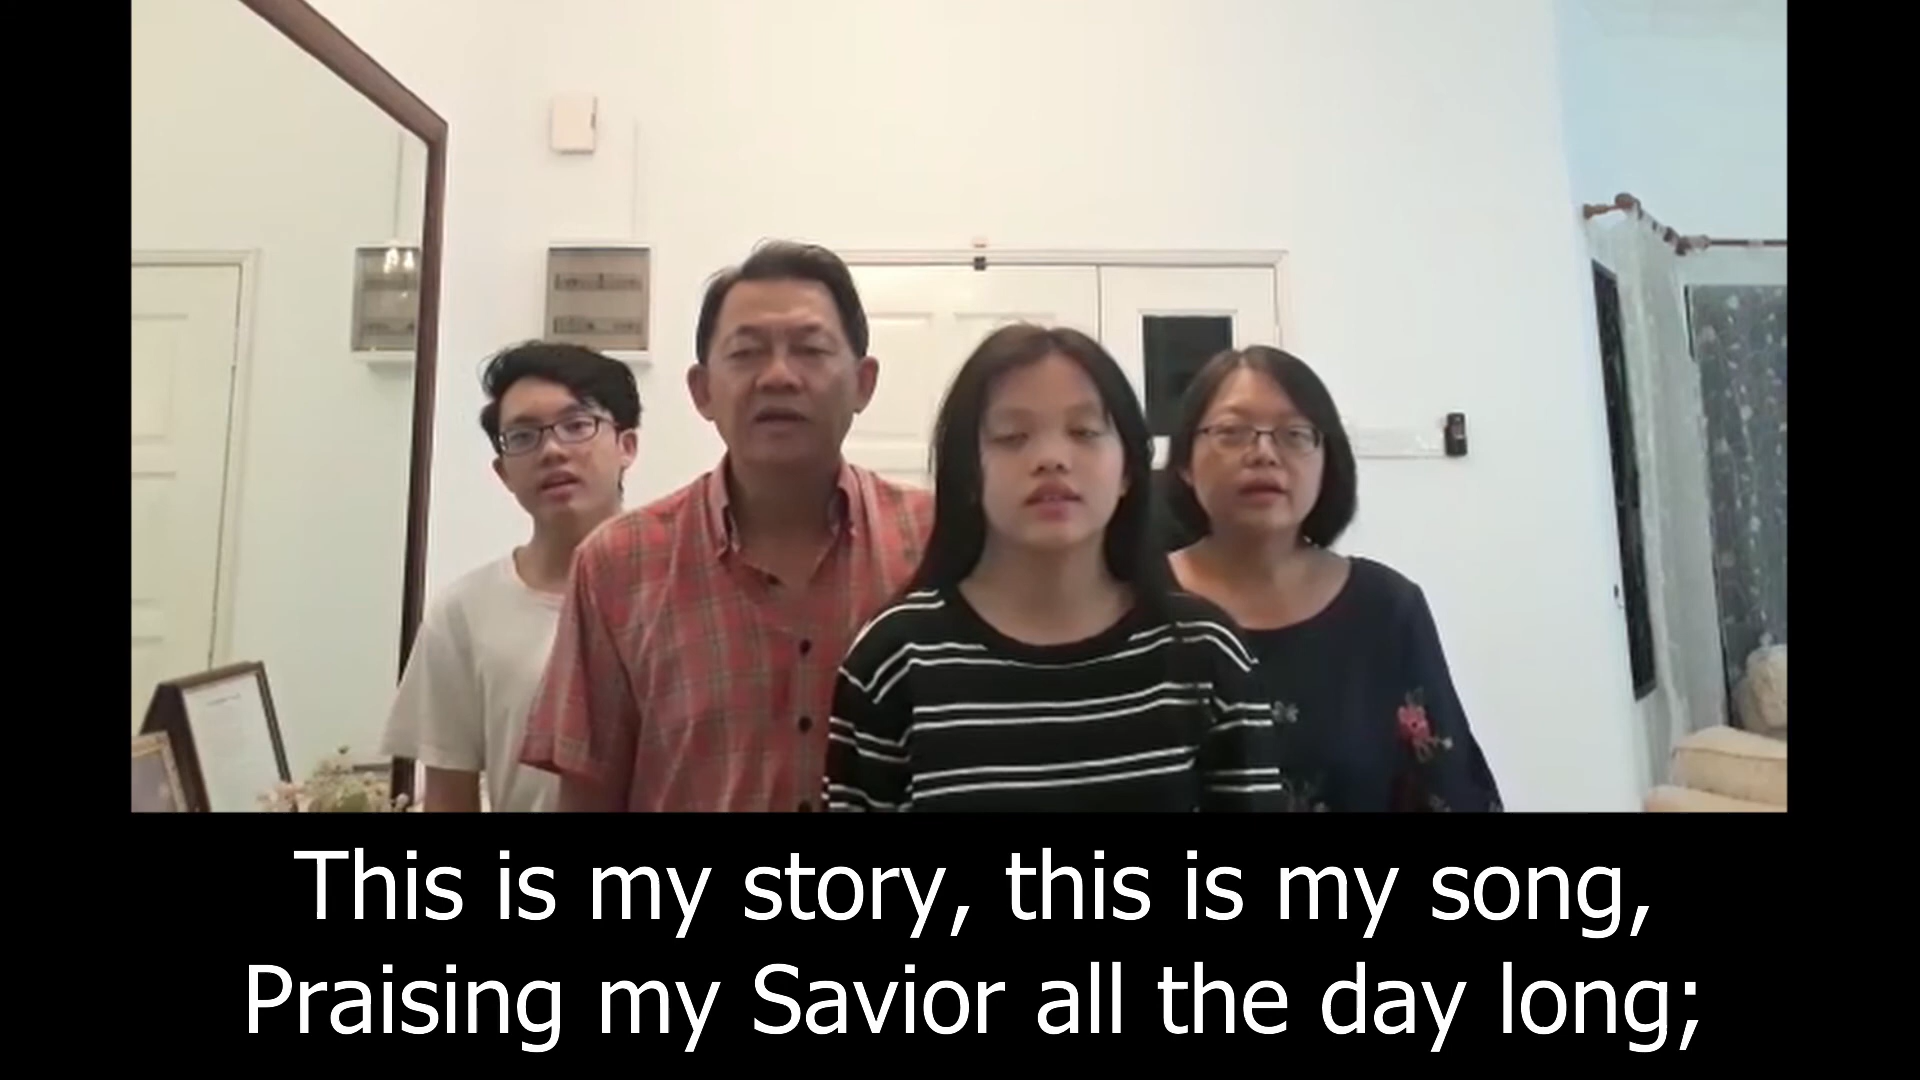 This is my story, this is my song,
Praising my Savior all the day long;